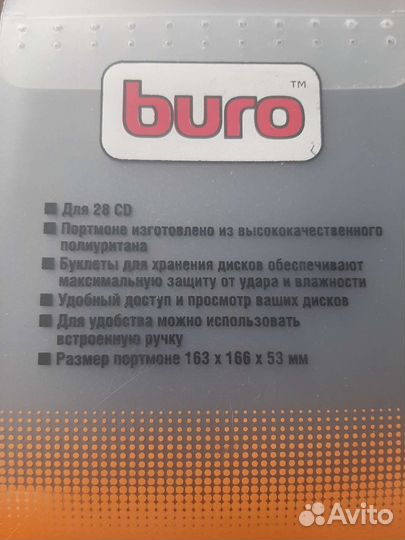 buro™
Для 28 CD
Портмоне изготовлено из высококачественного
полиуритана
Буклеты для хранения дисков обеспечивают
максимальную защиту от удара и влажности
Удобный доступ и просмотр ваших дисков
Для удобства можно использовать
встроенную ручку
Размер портмоне 163 x 166 x 53 мм
Avito